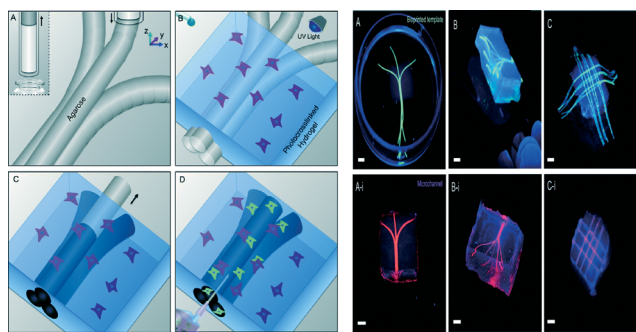 A
z
y
x
Agarose
B
UV Light
Photocrosslinked
Hydrogel
C
D
A
Bioprinted template
B
C
A-i
Microchannel
B-i
C-i